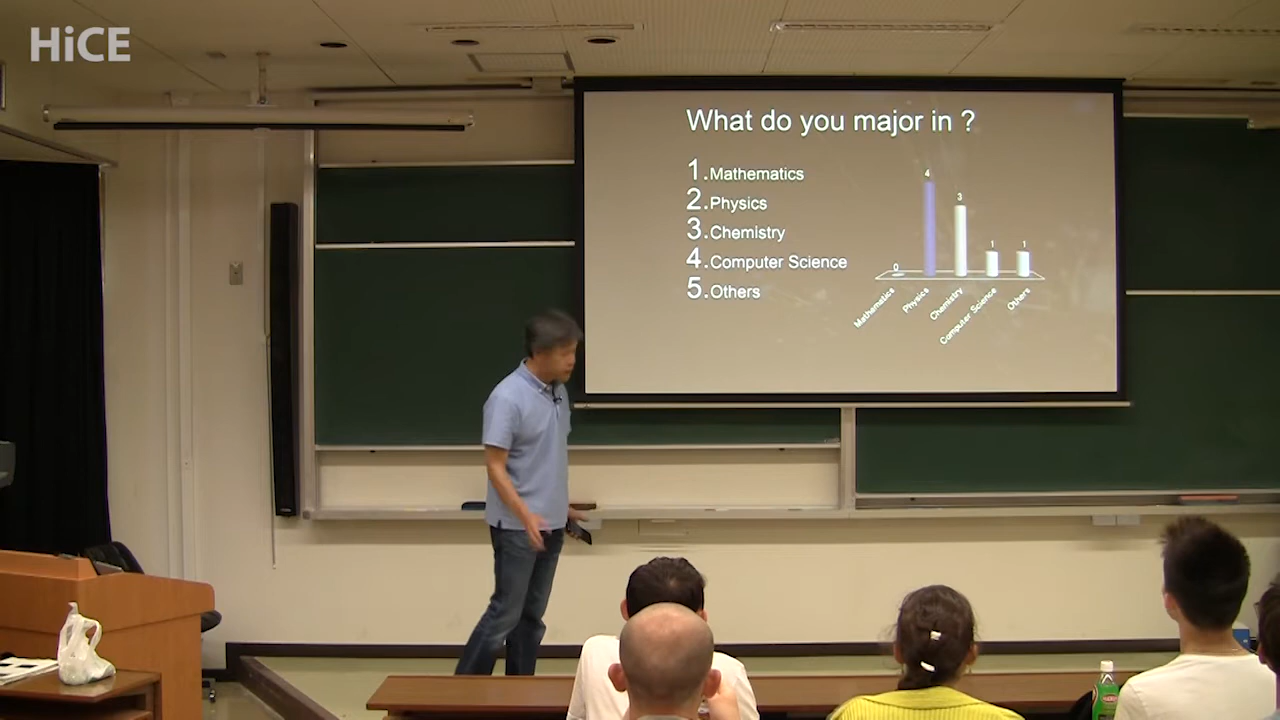 HiCE
What do you major in ?
1.Mathematics
2.Physics
3.Chemistry
4.Computer Science
5.Others
0
4
3
1
1
Mathematics
Physics
Chemistry
Computer Science
Others